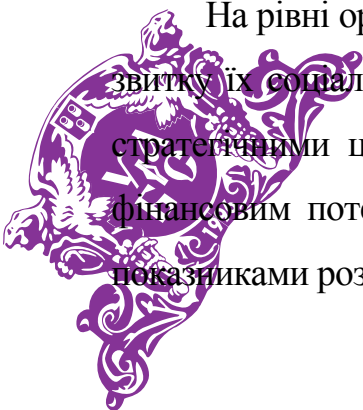 На рівні ор
звитку їх соціал
стратегічними ц
фінансовим пот
показниками роз